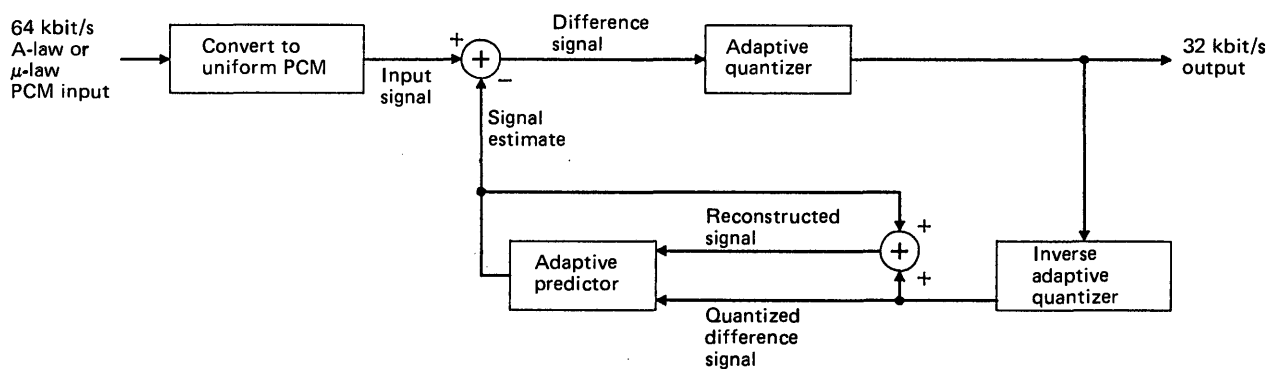 64 kbit/s
A-law or
μ-law
PCM input
Convert to
uniform PCM
Input
signal
+
+
−
Difference
signal
Adaptive
quantizer
32 kbit/s
output
Signal
estimate
Reconstructed
signal
+
+
+
Adaptive
predictor
Inverse
adaptive
quantizer
Quantized
difference
signal